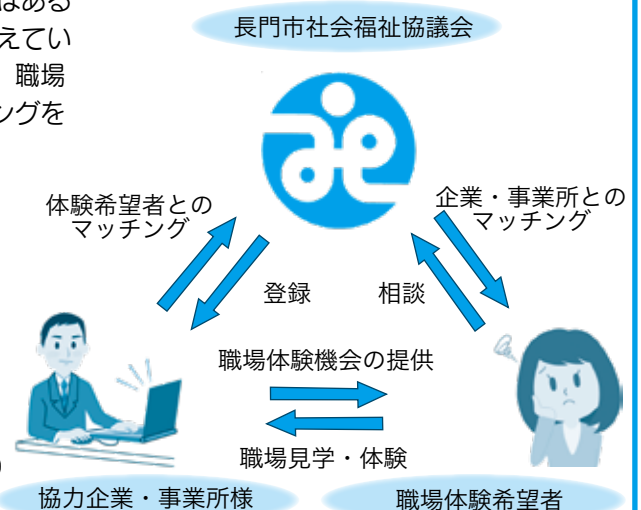 はある
えてい
職場
ングを
長門市社会福祉協議会
体験希望者との
マッチング
企業・事業所との
マッチング
登録
相談
職場体験機会の提供
職場見学・体験
)
協力企業・事業所様
職場体験希望者